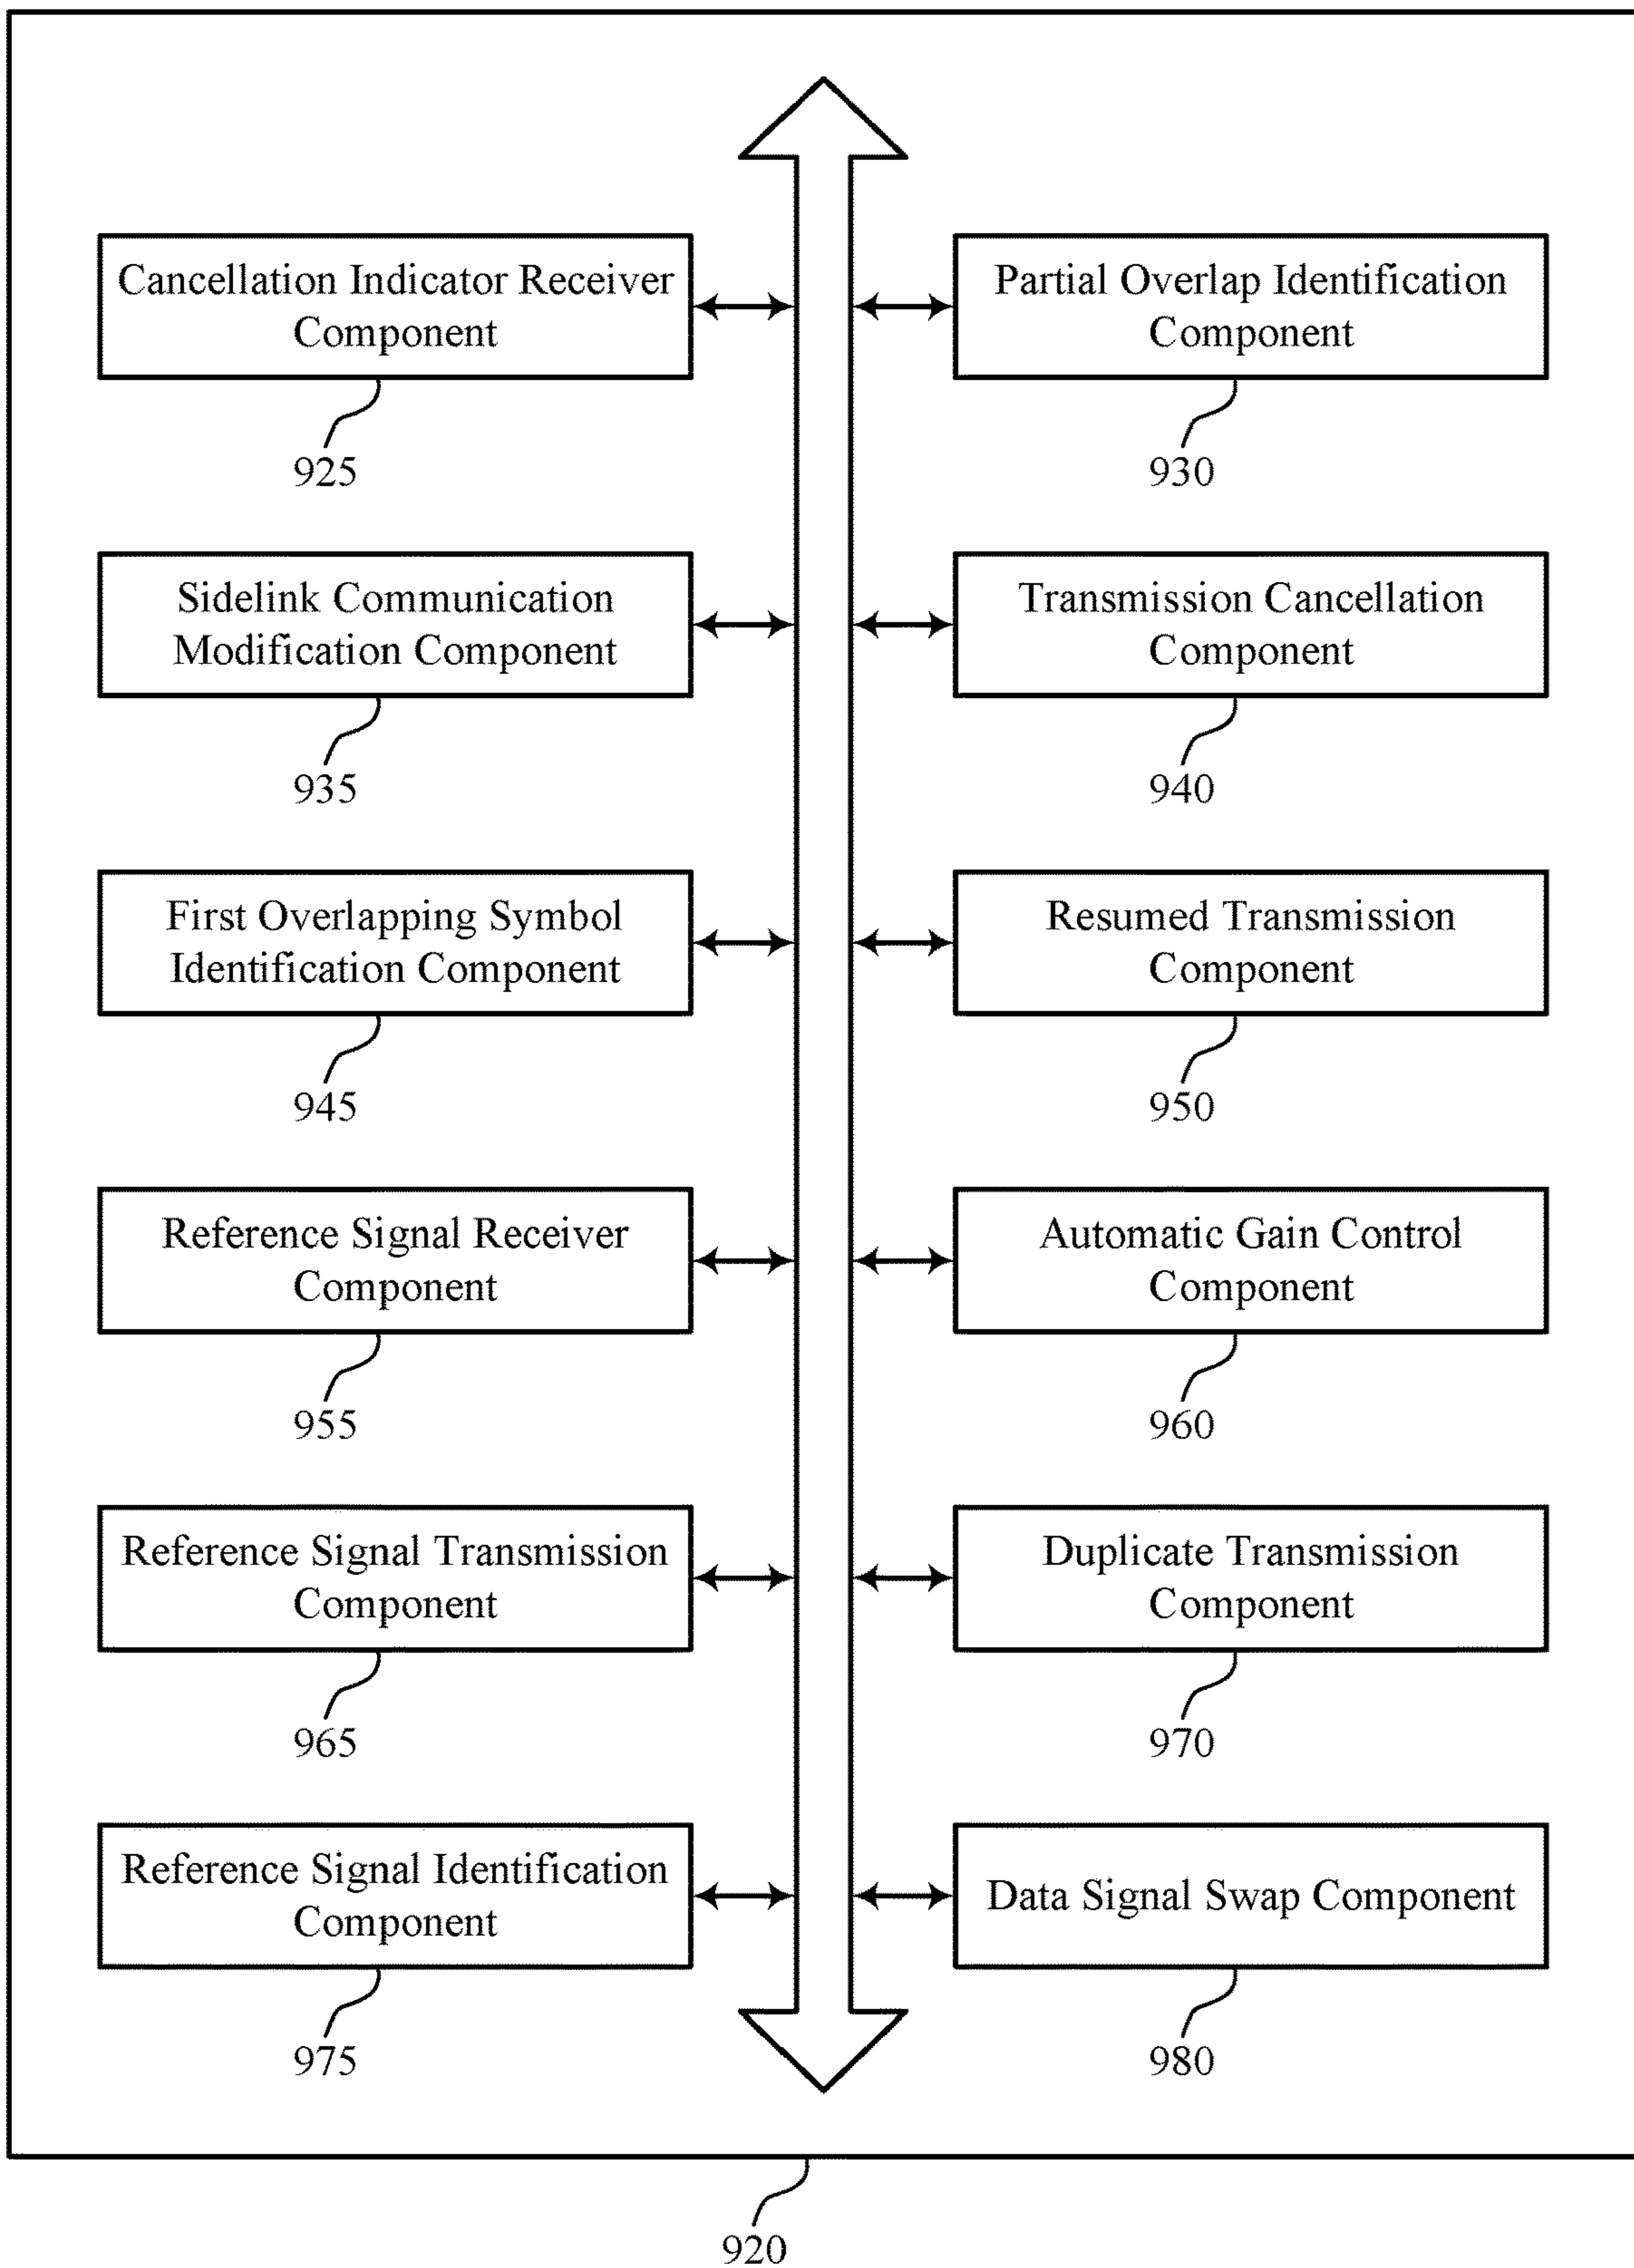 Cancellation Indicator Receiver
Component
925
Partial Overlap Identification
Component
930
Sidelink Communication
Modification Component
935
Transmission Cancellation
Component
940
First Overlapping Symbol
Identification Component
945
Resumed Transmission
Component
950
Reference Signal Receiver
Component
955
Automatic Gain Control
Component
960
Reference Signal Transmission
Component
965
Duplicate Transmission
Component
970
Reference Signal Identification
Component
975
Data Signal Swap Component
980
920